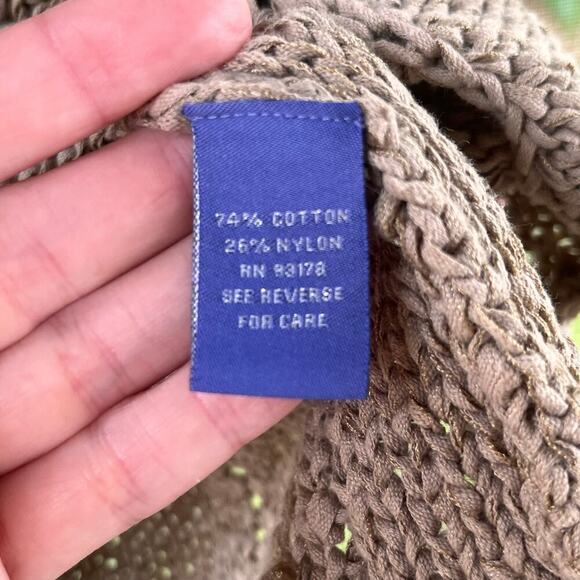 74% COTTON
26% NYLON
RN 93178
SEE REVERSE
FOR CARE